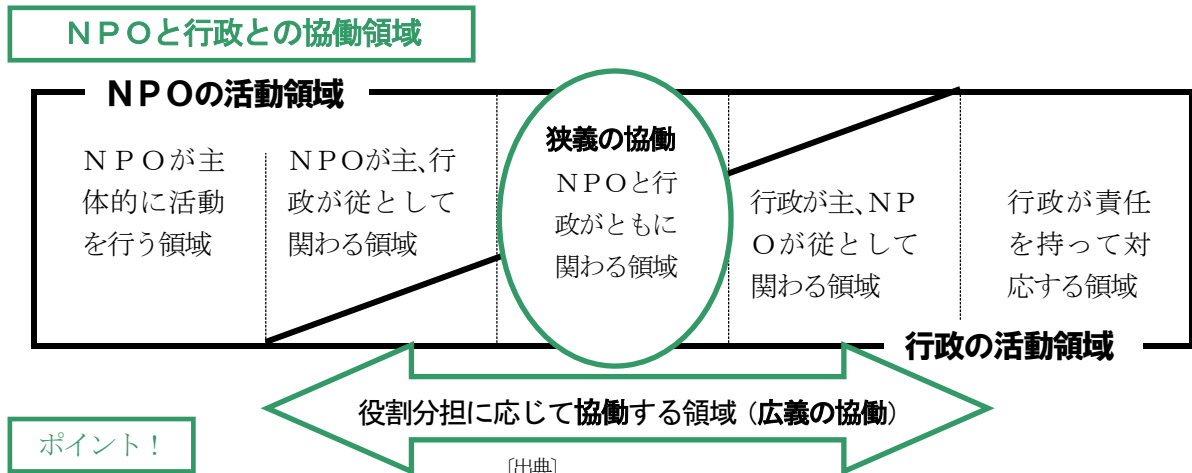 ＮＰＯと行政との協働領域
ＮＰＯの活動領域
ＮＰＯが主
体的に活動
を行う領域
ＮＰＯが主、行
政が従として
関わる領域
狭義の協働
ＮＰＯと行
政がともに
関わる領域
行政が主、ＮＰ
Ｏが従として
関わる領域
行政が責任
を持って対
応する領域
行政の活動領域
役割分担に応じて協働する領域（広義の協働）
ポイント！
〔出典〕